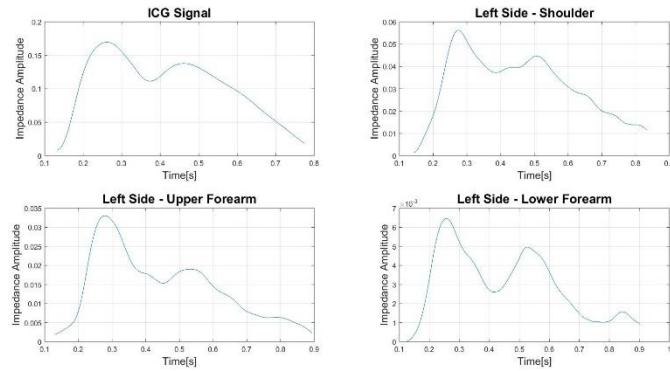 ICG Signal
Impedance Amplitude
0.2
0.15
0.1
0.05
0
0.1 0.2 0.3 0.4 0.5 0.6 0.7 0.8
Time[s]
Left Side - Shoulder
Impedance Amplitude
0.06
0.05
0.04
0.03
0.02
0.01
0
0.1 0.2 0.3 0.4 0.5 0.6 0.7 0.8 0.9
Time[s]
Left Side - Upper Forearm
Impedance Amplitude
0.035
0.03
0.025
0.02
0.015
0.01
0.005
0
0.1 0.2 0.3 0.4 0.5 0.6 0.7 0.8 0.9
Time[s]
Left Side - Lower Forearm
Impedance Amplitude
×10⁻³
7
6
5
4
3
2
1
0
0.1 0.2 0.3 0.4 0.5 0.6 0.7 0.8 0.9 1
Time[s]